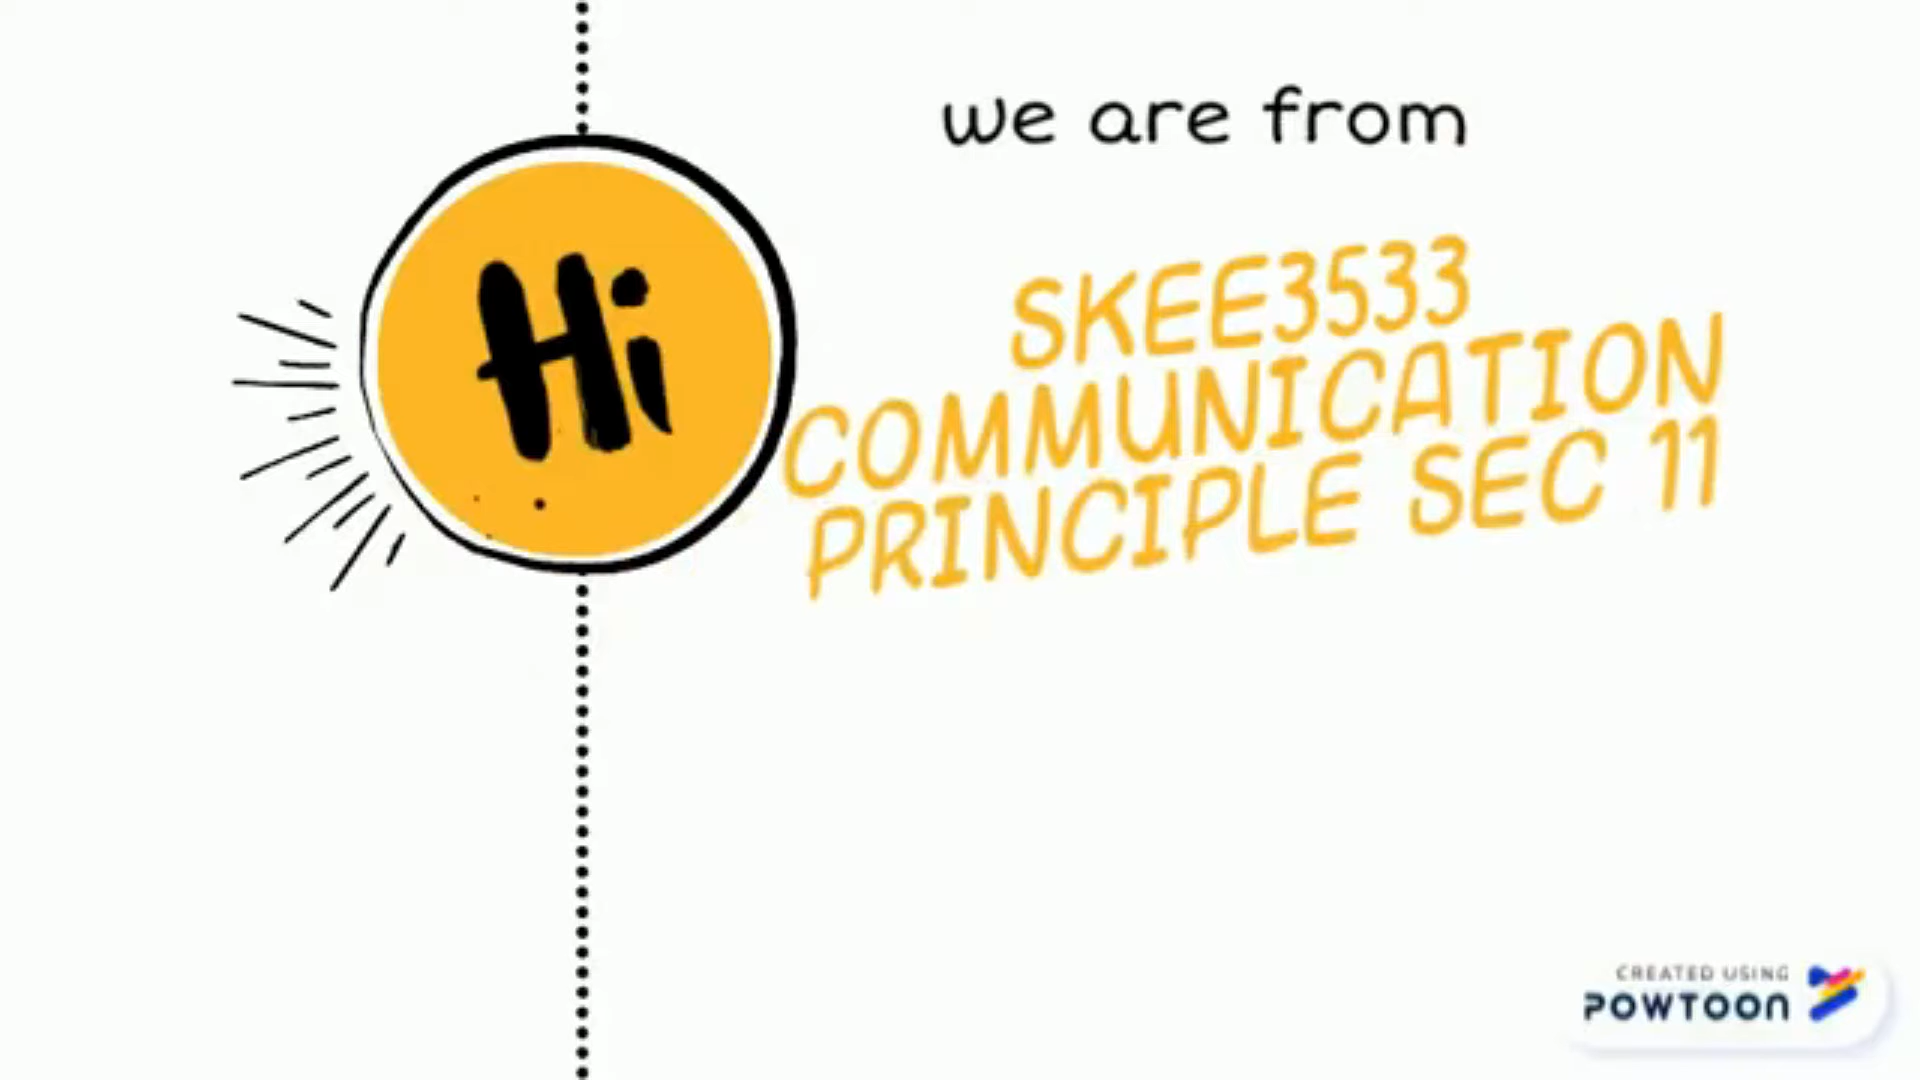 Hi
we are from
SKEE3533
COMMUNICATION
PRINCIPLE SEC 11
CREATED USING
POWTOON